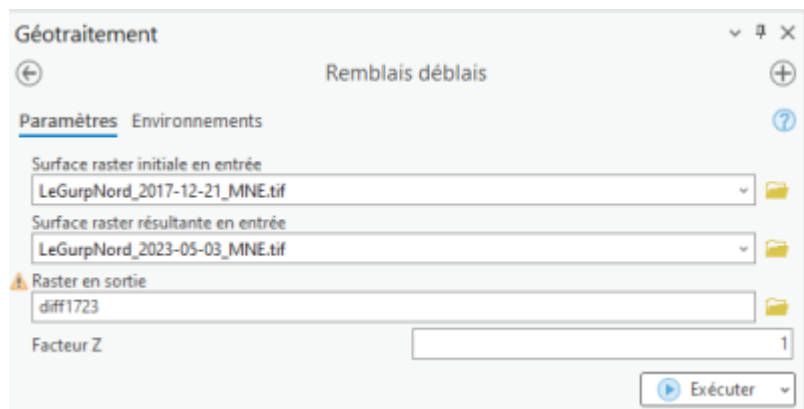 Géotraitement
Remblais déblais
Paramètres Environnements
Surface raster initiale en entrée
LeGurpNord_2017-12-21_MNE.tif
Surface raster résultante en entrée
LeGurpNord_2023-05-03_MNE.tif
Raster en sortie
diff1723
Facteur Z 1
Exécuter